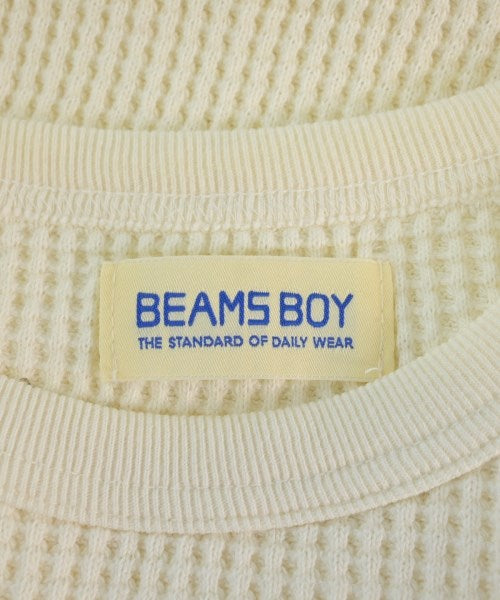 BEAMS BOY
THE STANDARD OF DAILY WEAR